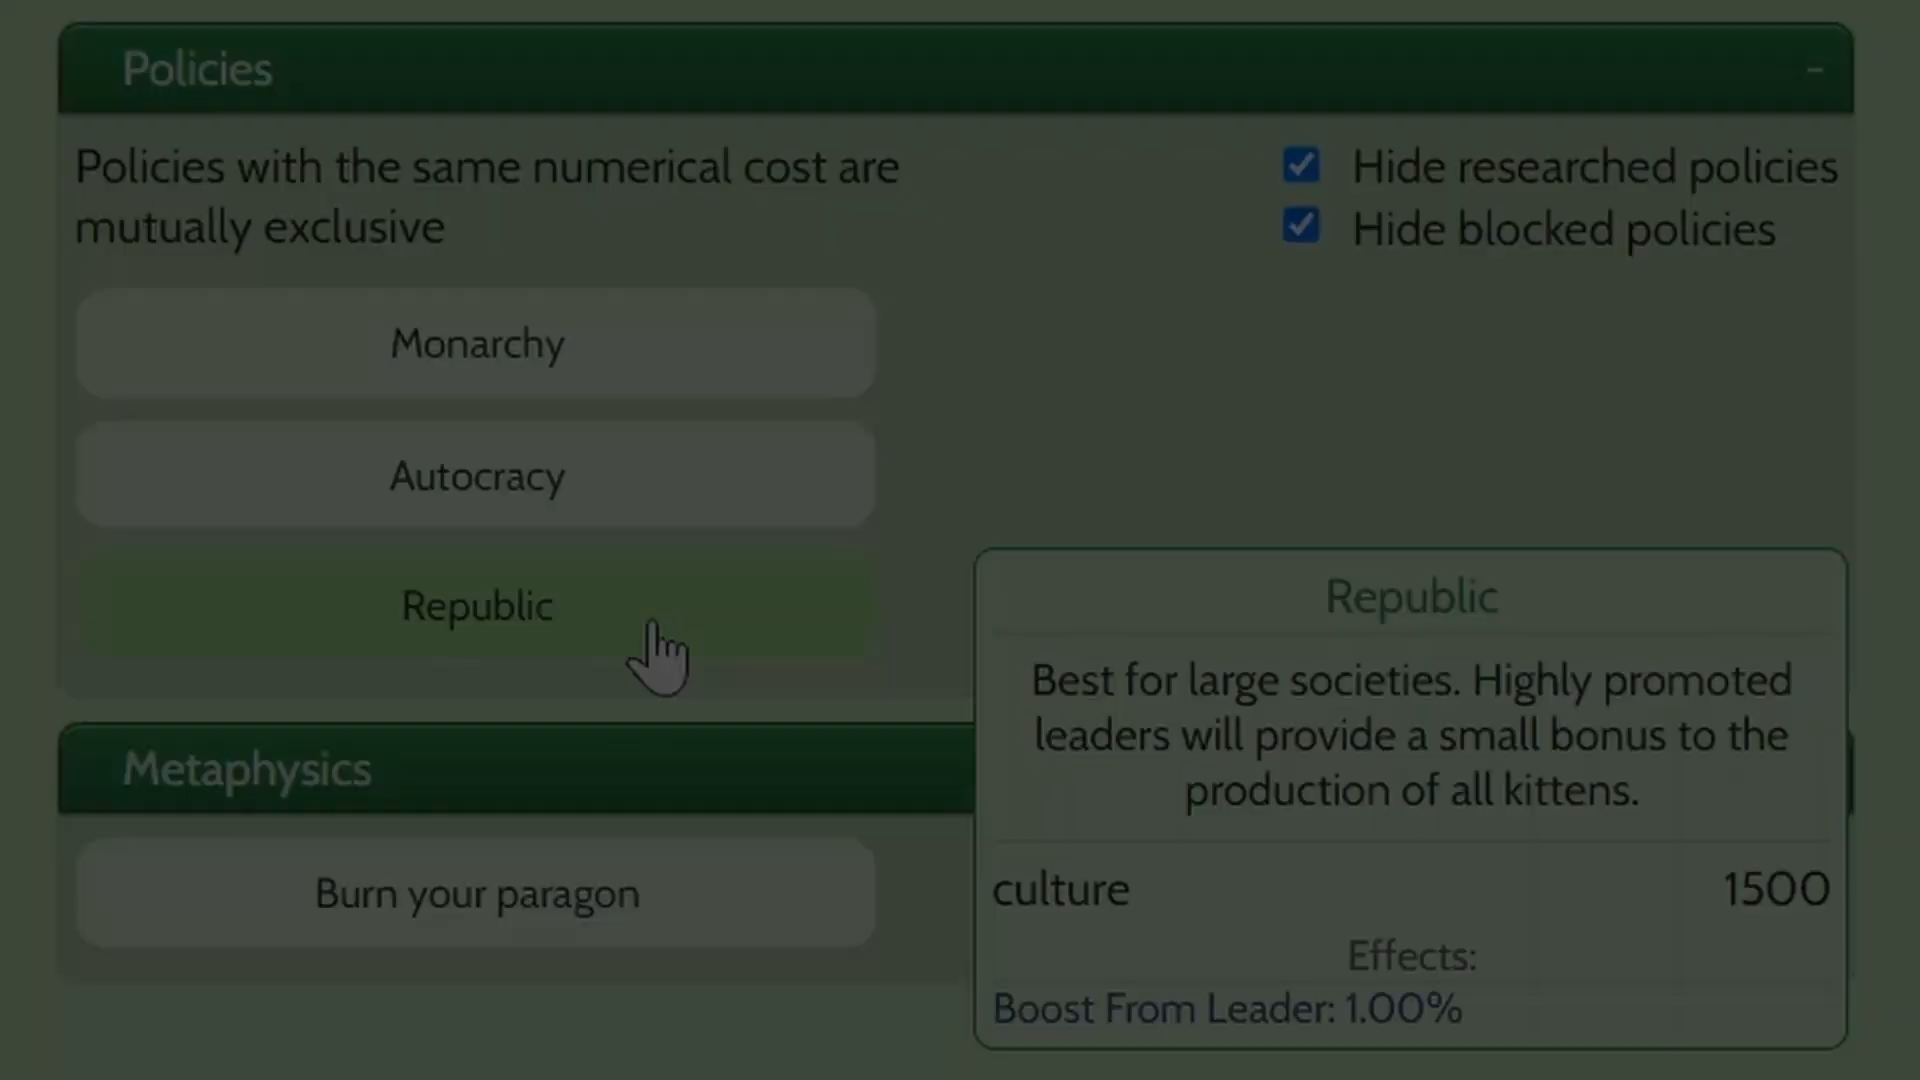 Policies
–
Policies with the same numerical cost are
mutually exclusive
Hide researched policies
Hide blocked policies
Monarchy
Autocracy
Republic
Metaphysics
Burn your paragon
Republic
Best for large societies. Highly promoted
leaders will provide a small bonus to the
production of all kittens.
culture 1500
Effects:
Boost From Leader: 1.00%